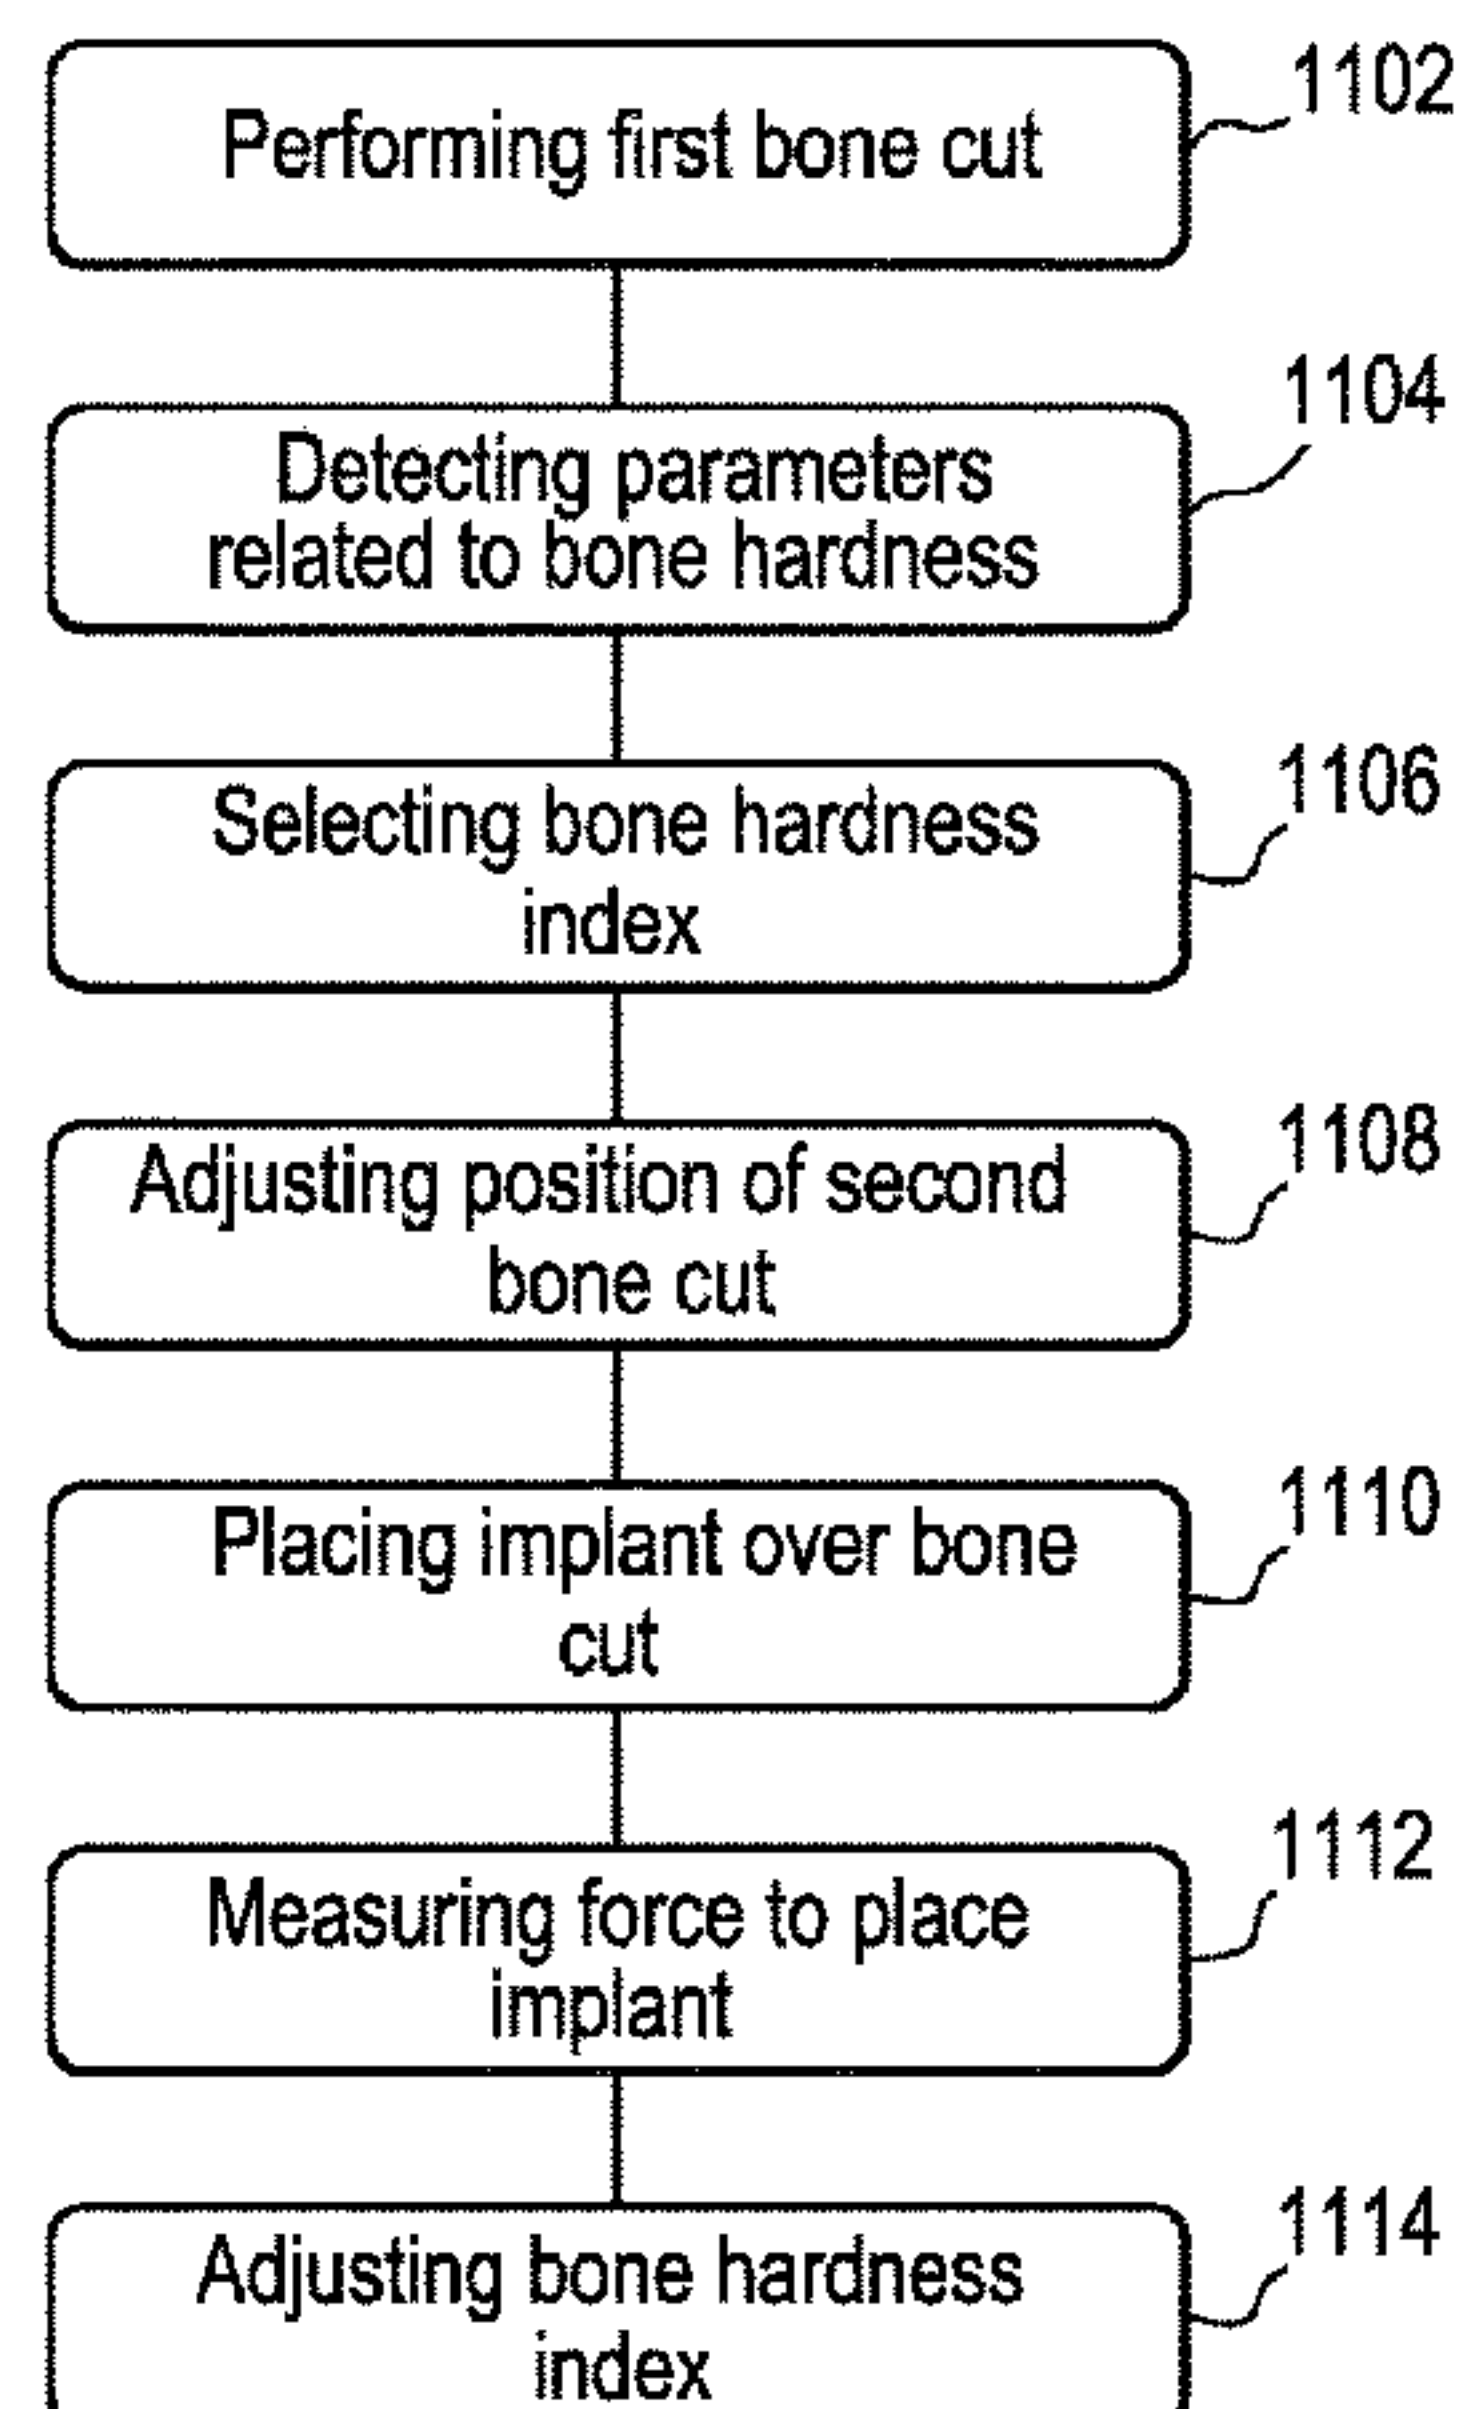 1102
Performing first bone cut
1104
Detecting parameters
related to bone hardness
1106
Selecting bone hardness
index
1108
Adjusting position of second
bone cut
1110
Placing implant over bone
cut
1112
Measuring force to place
implant
1114
Adjusting bone hardness
index